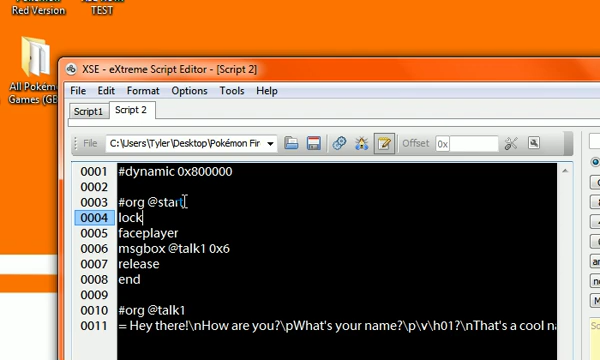 Red Version
TEST
All Pokém
Games (GE
XSE - eXtreme Script Editor - [Script 2]
File Edit Format Options Tools Help
Script1 Script 2
File C:\Users\Tyler\Desktop\Pokémon Fir Offset 0x
0001 #dynamic 0x800000
0002
0003 #org @start
0004 lock
0005 faceplayer
0006 msgbox @talk1 0x6
0007 release
0008 end
0009
0010 #org @talk1
0011 = Hey there!\nHow are you?\pWhat's your name?\p\v\h01?\nThat's a cool na